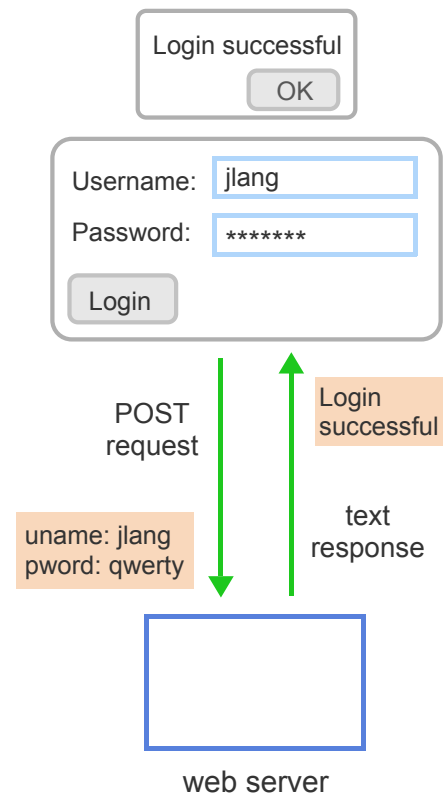 Login successful
OK
Username: jlang
Password: *******
Login
POST
request
Login
successful
uname: jlang
pword: qwerty
text
response
web server